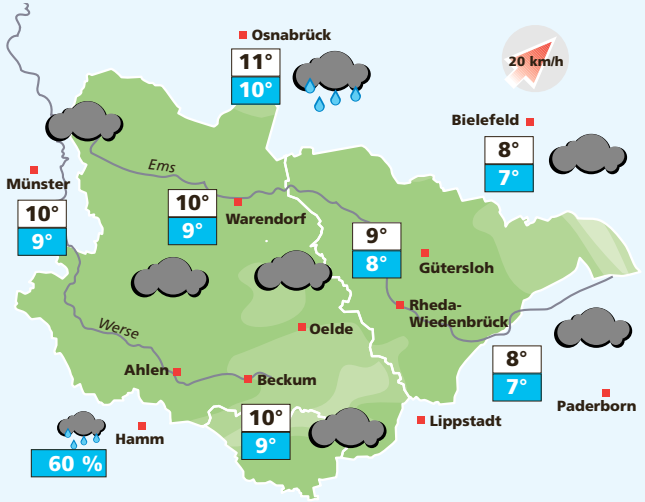 Osnabrück
11°
10°
20 km/h
Bielefeld
8°
7°
Ems
Münster
10°
9°
10°
9°
Warendorf
9°
8°
Gütersloh
Rheda-
Wiedenbrück
Werse
Oelde
Ahlen
Beckum
8°
7°
Paderborn
10°
9°
Lippstadt
Hamm
60 %